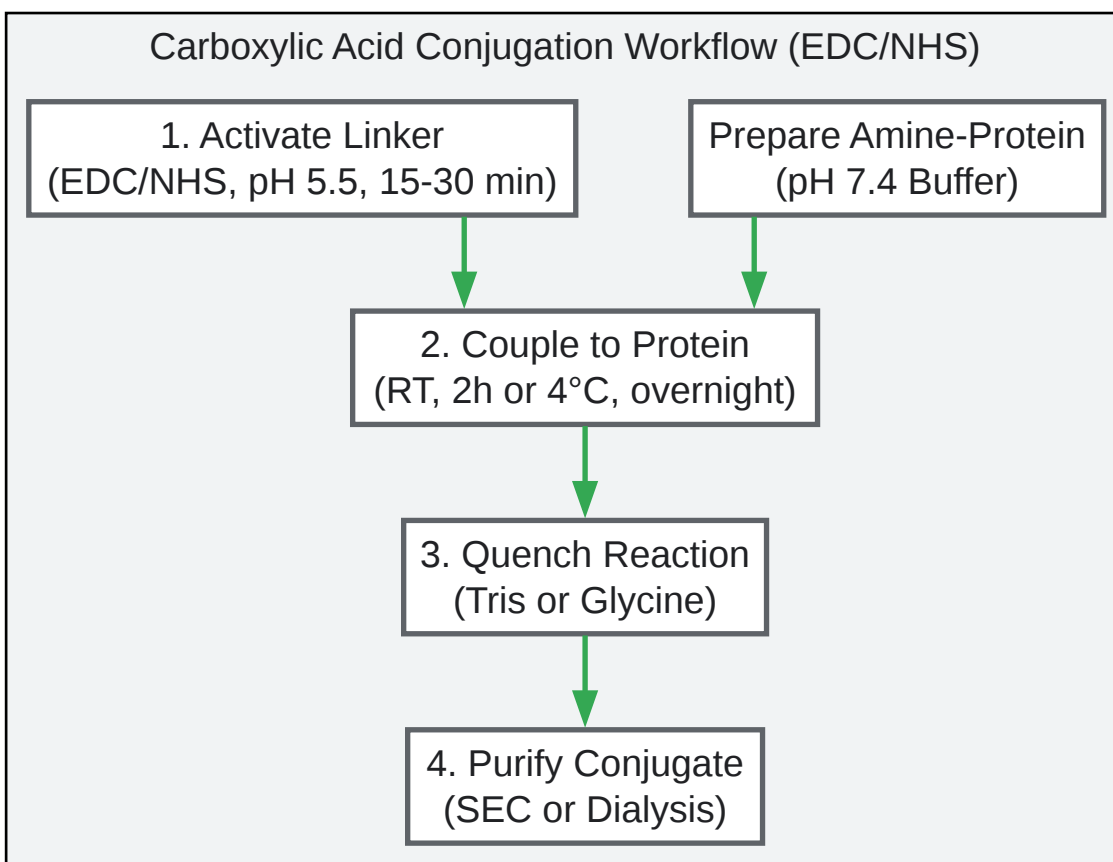 Carboxylic Acid Conjugation Workflow (EDC/NHS)
1. Activate Linker
(EDC/NHS, pH 5.5, 15-30 min)
Prepare Amine-Protein
(pH 7.4 Buffer)
2. Couple to Protein
(RT, 2h or 4°C, overnight)
3. Quench Reaction
(Tris or Glycine)
4. Purify Conjugate
(SEC or Dialysis)